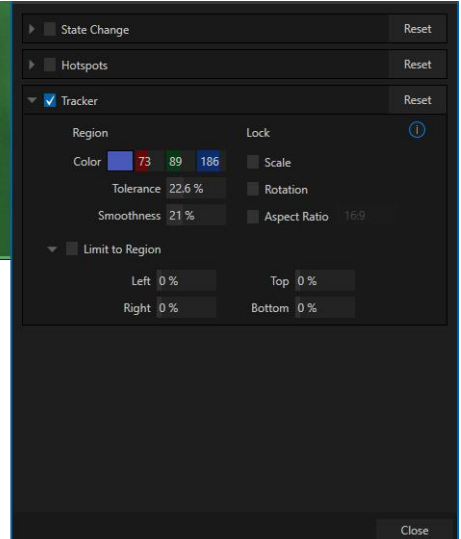 State Change Reset
Hotspots Reset
Tracker Reset
Region Lock
Color 73 89 186 Scale
Tolerance 22.6 % Rotation
Smoothness 21 % Aspect Ratio 16:9
Limit to Region
Left 0 % Top 0 %
Right 0 % Bottom 0 %
Close